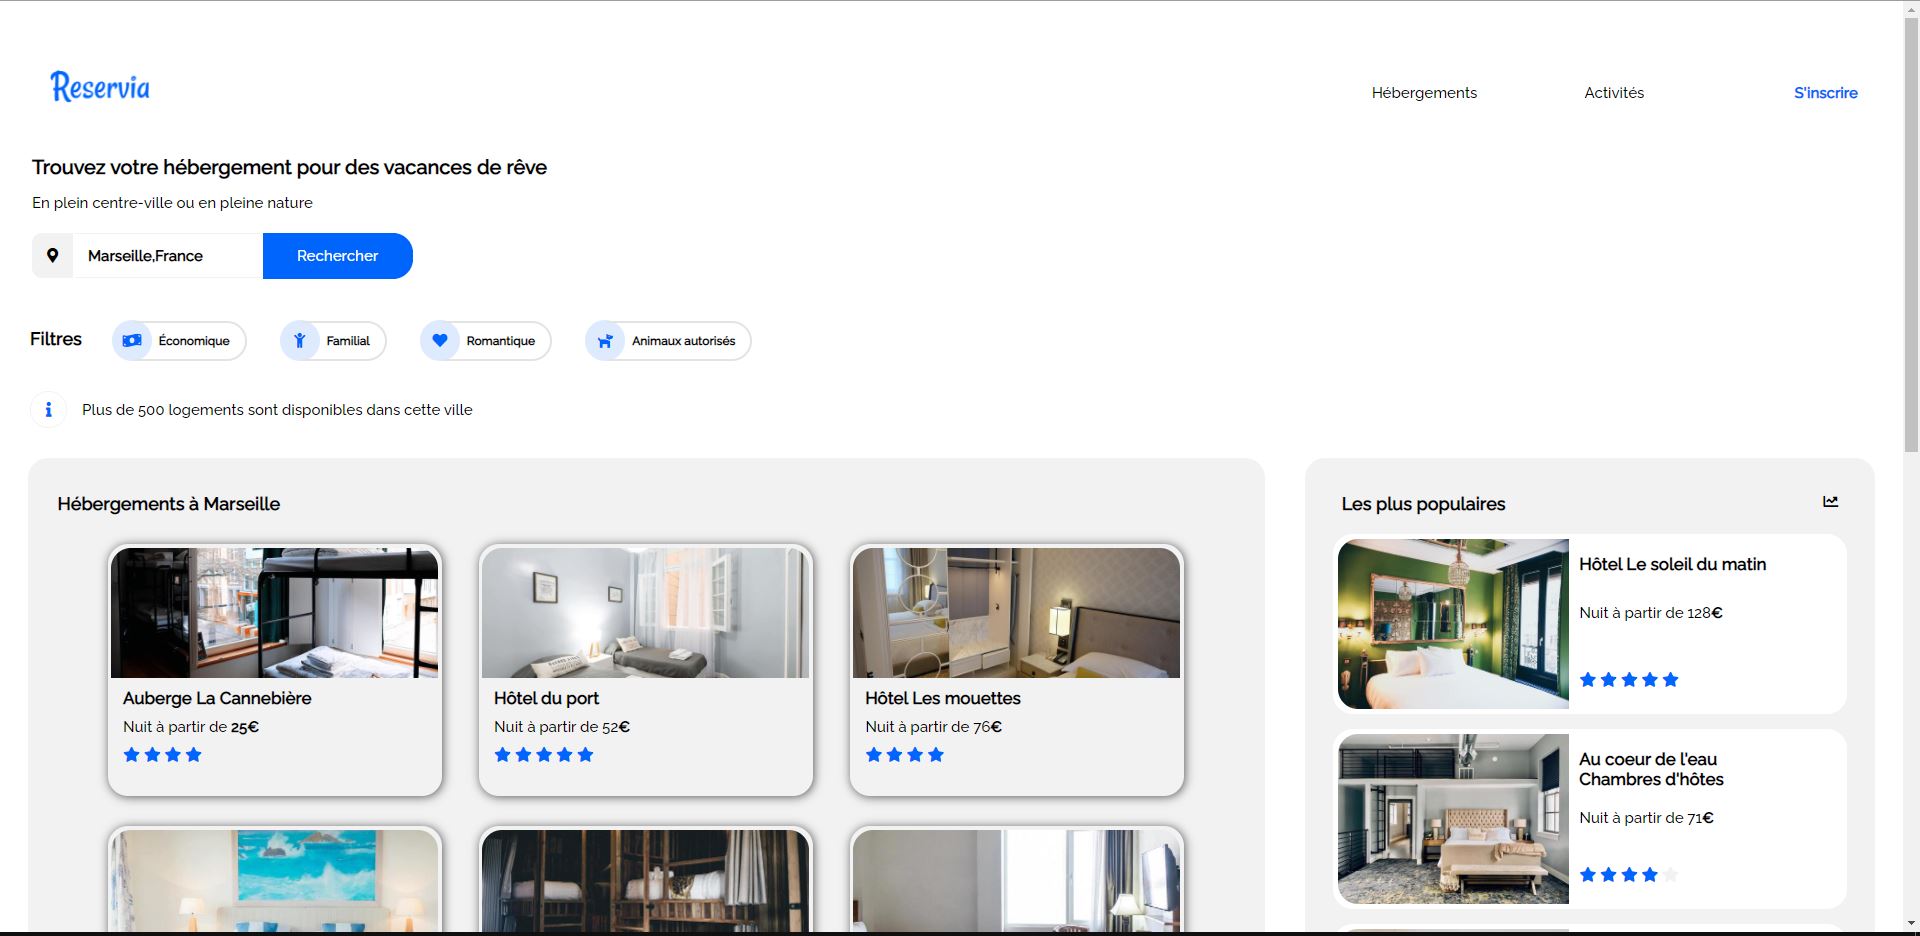 Reservia
Hébergements
Activités
S'inscrire
Trouvez votre hébergement pour des vacances de rêve
En plein centre-ville ou en pleine nature
Marseille,France
Rechercher
Filtres
Économique
Familial
Romantique
Animaux autorisés
Plus de 500 logements sont disponibles dans cette ville
Hébergements à Marseille
Auberge La Cannebière
Nuit à partir de 25€
Hôtel du port
Nuit à partir de 52€
Hôtel Les mouettes
Nuit à partir de 76€
Les plus populaires
Hôtel Le soleil du matin
Nuit à partir de 128€
Au coeur de l'eau
Chambres d'hôtes
Nuit à partir de 71€